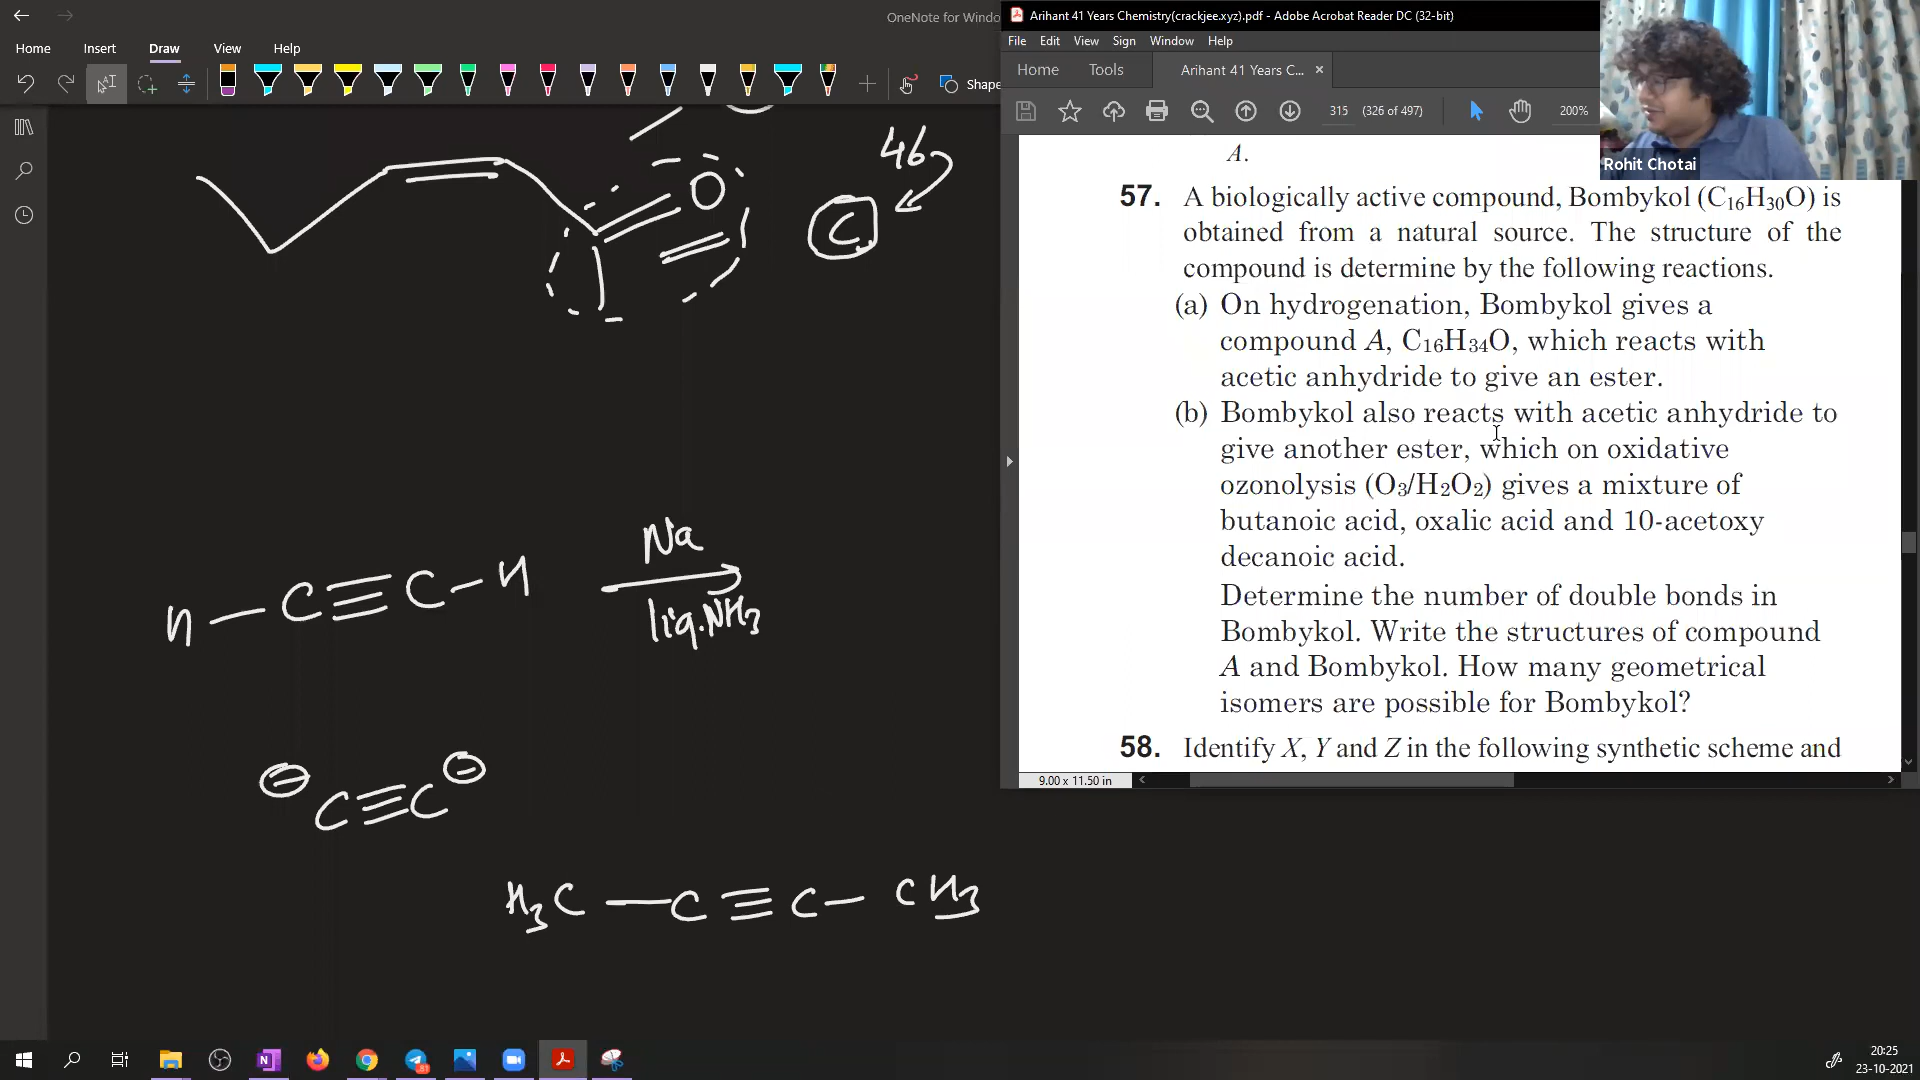 OneNote for Windo
Home Insert Draw View Help
Shape
Arihant 41 Years Chemistry(crackjee.xyz).pdf - Adobe Acrobat Reader DC (32-bit)
File Edit View Sign Window Help
Home Tools Arihant 41 Years C... ×
315 (326 of 497) 200%
Rohit Chotai
A.
57. A biologically active compound, Bombykol (C₁₆H₃₀O) is
obtained from a natural source. The structure of the
compound is determine by the following reactions.
(a) On hydrogenation, Bombykol gives a
compound A, C₁₆H₃₄O, which reacts with
acetic anhydride to give an ester.
(b) Bombykol also reacts with acetic anhydride to
give another ester, which on oxidative
ozonolysis (O₃/H₂O₂) gives a mixture of
butanoic acid, oxalic acid and 10-acetoxy
decanoic acid.
Determine the number of double bonds in
Bombykol. Write the structures of compound
A and Bombykol. How many geometrical
isomers are possible for Bombykol?
58. Identify X, Y and Z in the following synthetic scheme and
9.00 x 11.50 in
O
46
C
H — C ≡ C - H
Na
liq. NH₃
⊖ C ≡ C ⊖
H₃C — C ≡ C — CH₃
20:25
23-10-2021